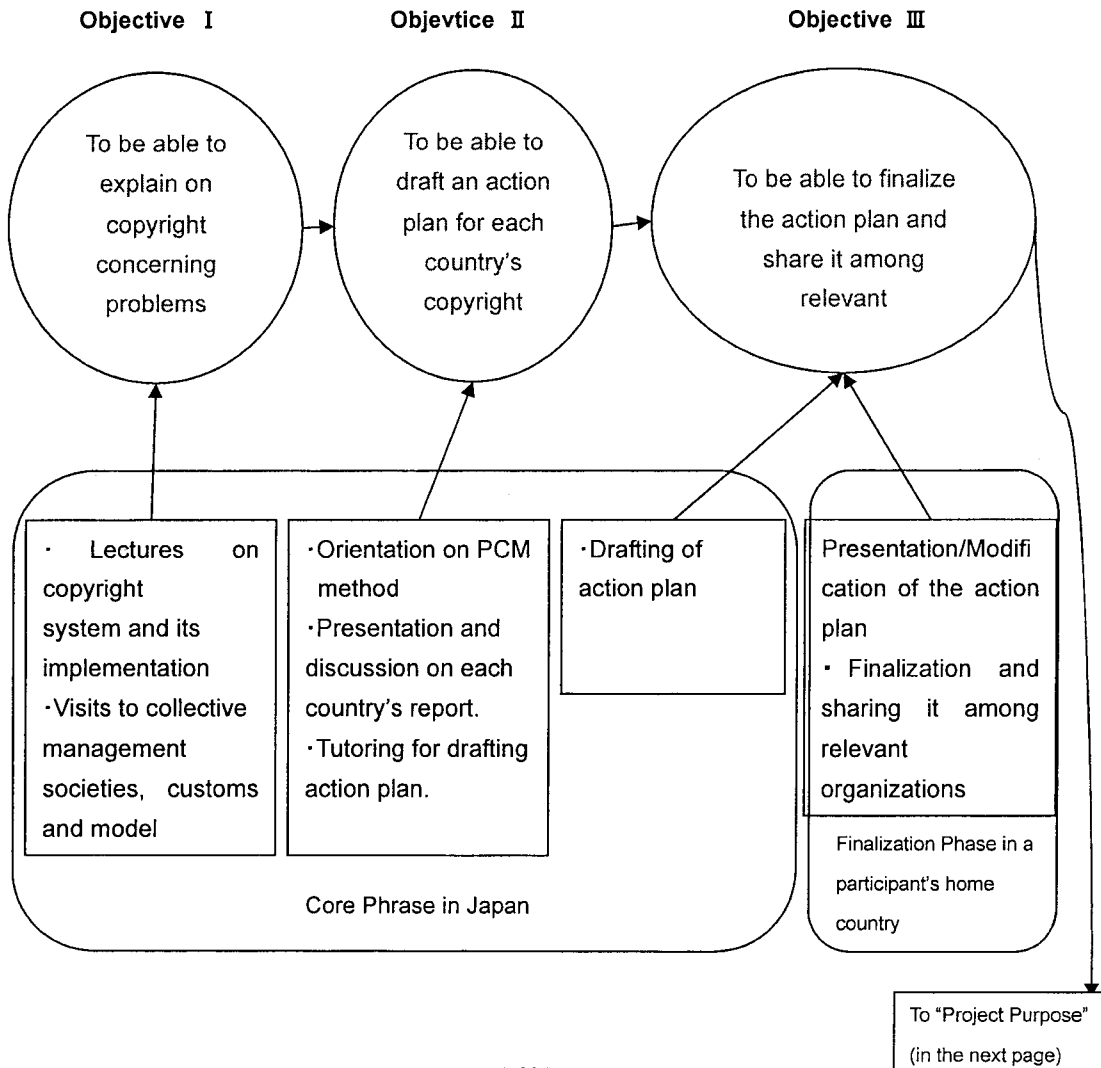 Objective Ⅰ
Objevtice Ⅱ
Objective Ⅲ
To be able to
explain on
copyright
concerning
problems
To be able to
draft an action
plan for each
country's
copyright
To be able to finalize
the action plan and
share it among
relevant
・ Lectures on
copyright
system and its
implementation
・Visits to collective
management
societies, customs
and model
・Orientation on PCM
method
・Presentation and
discussion on each
country's report.
・Tutoring for drafting
action plan.
・Drafting of
action plan
Presentation/Modifi
cation of the action
plan
・ Finalization and
sharing it among
relevant
organizations
Core Phrase in Japan
Finalization Phase in a
participant's home
country
To “Project Purpose”
(in the next page)